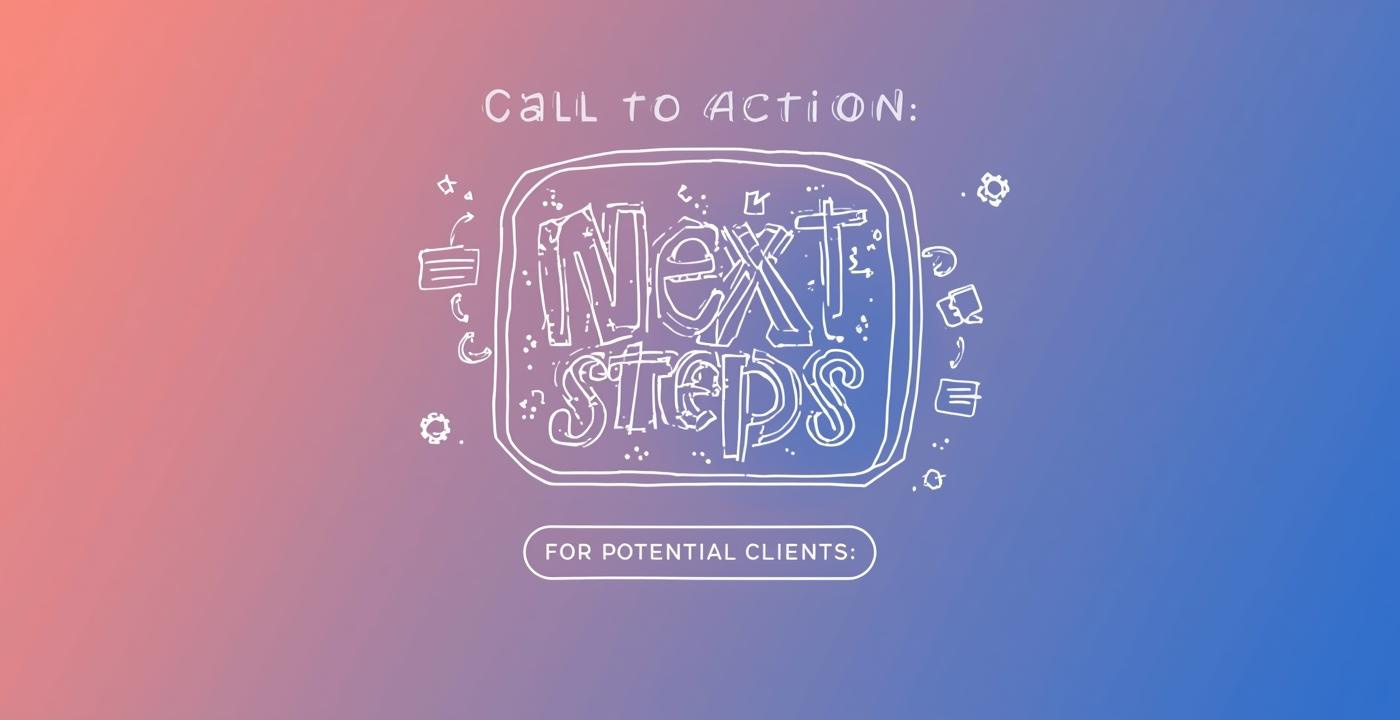 CaLL TO ACTiON:
NexT
sTeps
FOR POTENTIAL CLIENTS: